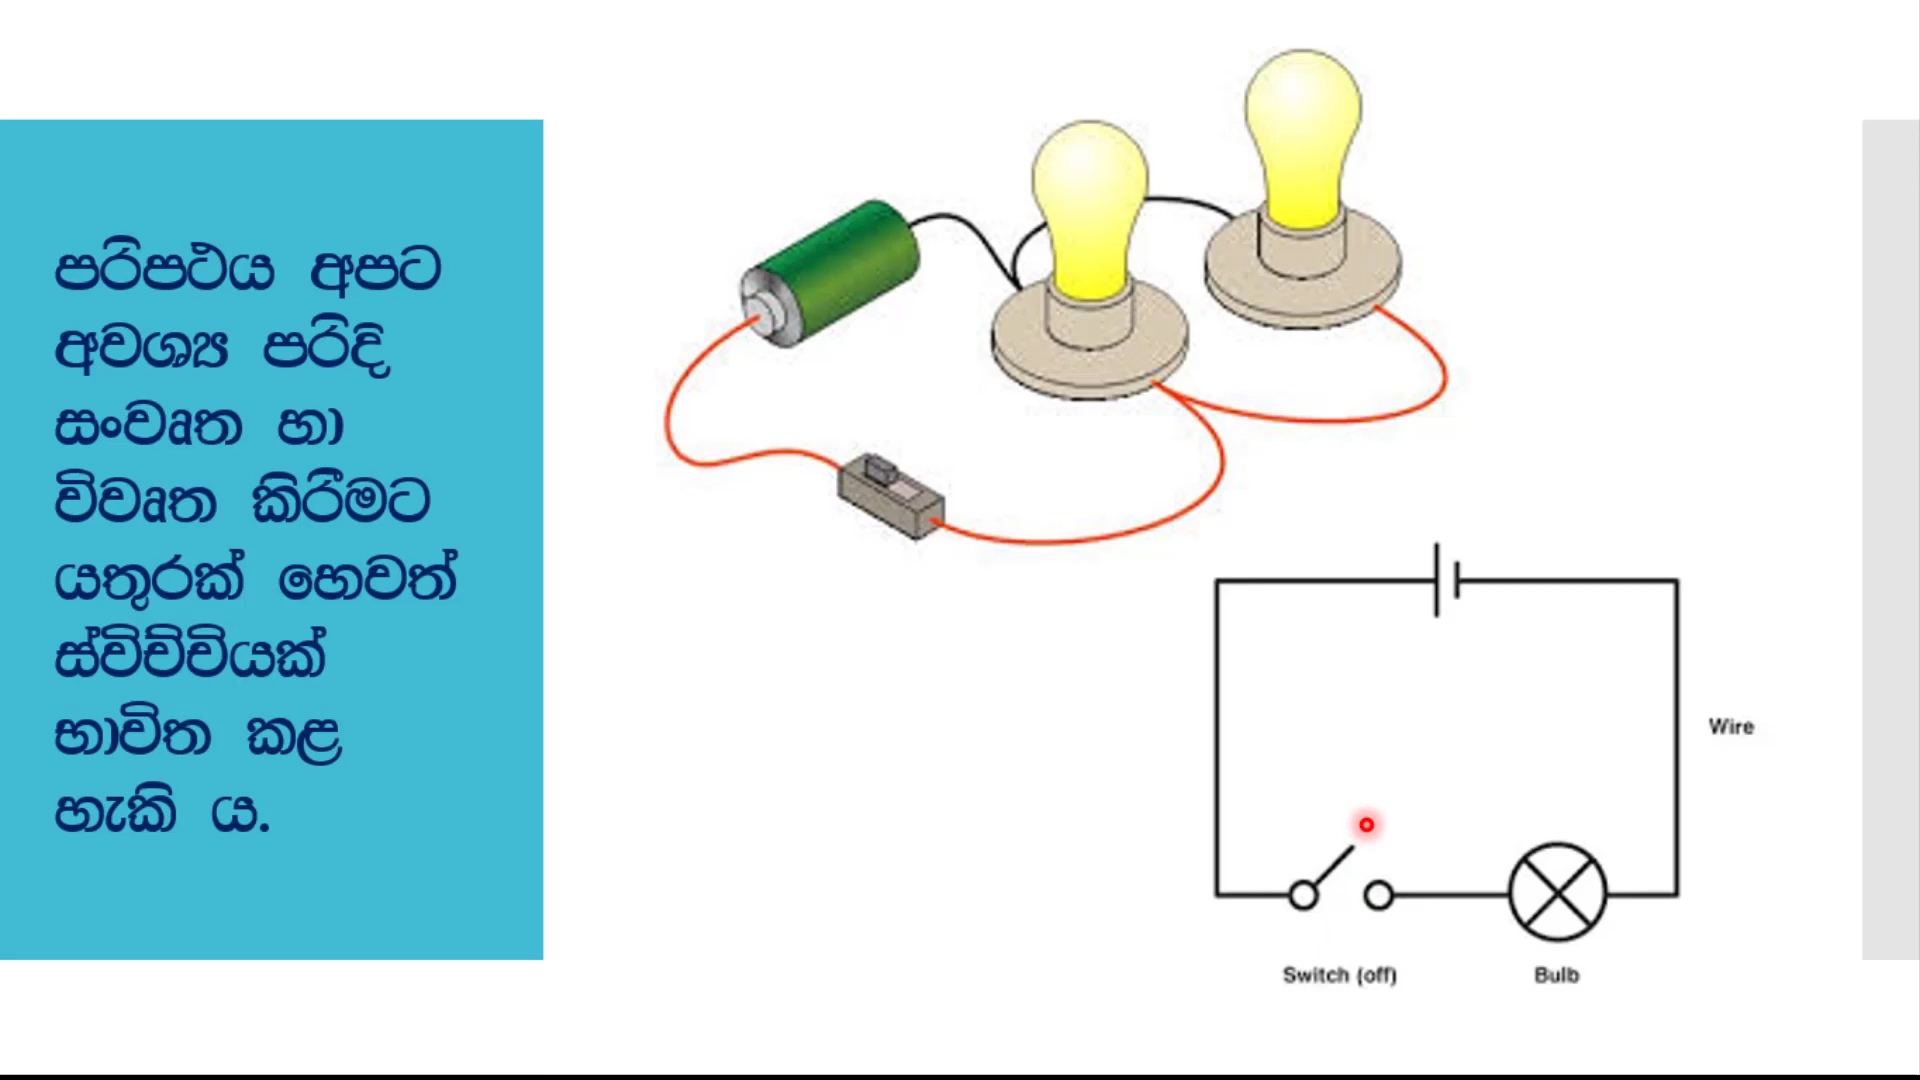 පරිපථය අපට
අවශ්‍ය පරිදි
සංවෘත හා
විවෘත කිරීමට
යතුරක් හෙවත්
ස්විච්චියක්
භාවිත කළ
හැකි ය.
Wire
Switch (off)
Bulb